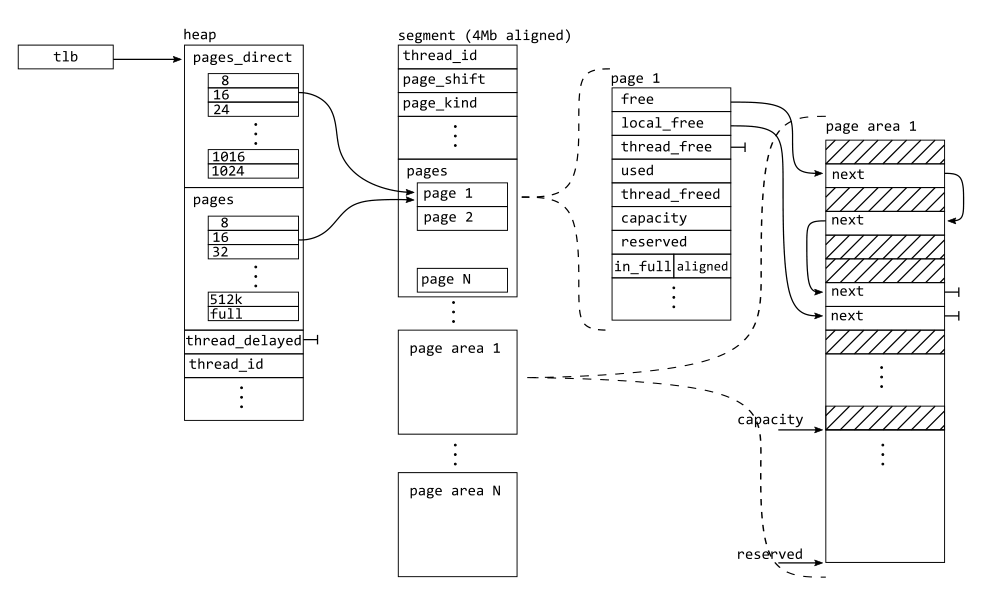 tlb
heap
pages_direct
8
16
24
1016
1024
pages
8
16
32
512k
full
thread_delayed
thread_id
segment (4Mb aligned)
thread_id
page_shift
page_kind
pages
page 1
page 2
page N
page area 1
page area N
page 1
free
local_free
thread_free
used
thread_freed
capacity
reserved
in_full aligned
page area 1
next
next
next
next
capacity
reserved